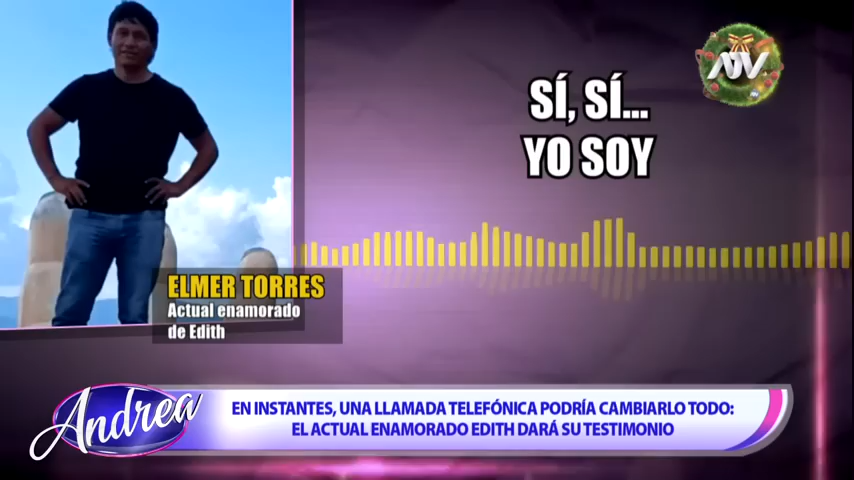 ATV
SÍ, SÍ...
YO SOY
ELMER TORRES
Actual enamorado
de Edith
Andrea
EN INSTANTES, UNA LLAMADA TELEFÓNICA PODRÍA CAMBIARLO TODO:
EL ACTUAL ENAMORADO EDITH DARÁ SU TESTIMONIO